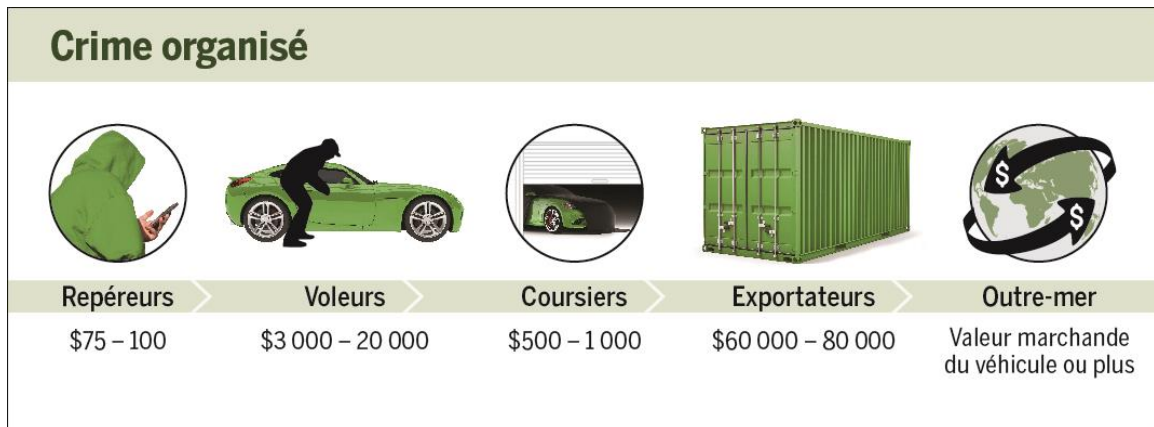 Crime organisé
Repéreurs
Voleurs
Coursiers
Exportateurs
Outre-mer
$75 – 100
$3 000 – 20 000
$500 – 1 000
$60 000 – 80 000
Valeur marchande
du véhicule ou plus
$
$